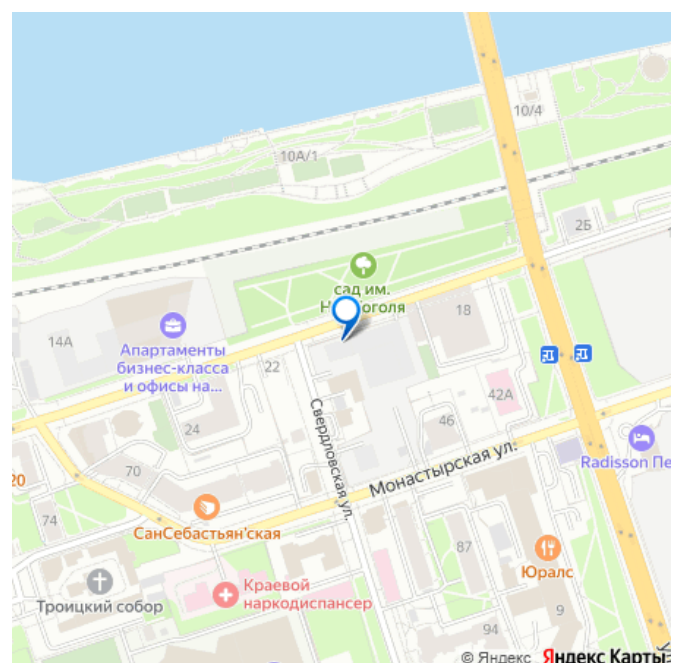 10/4
10А/1
2Б
сад им.
Н. Гоголя
18
14А
Апартаменты
бизнес-класса
и офисы на...
22
42А
24
Свердловская ул.
46
Монастырская ул.
Radisson Пе
70
20
74
СанСебастьян'ская
87
Юралс
Троицкий собор
Краевой
наркодиспансер
9
94
© Яндекс Яндекс Карты